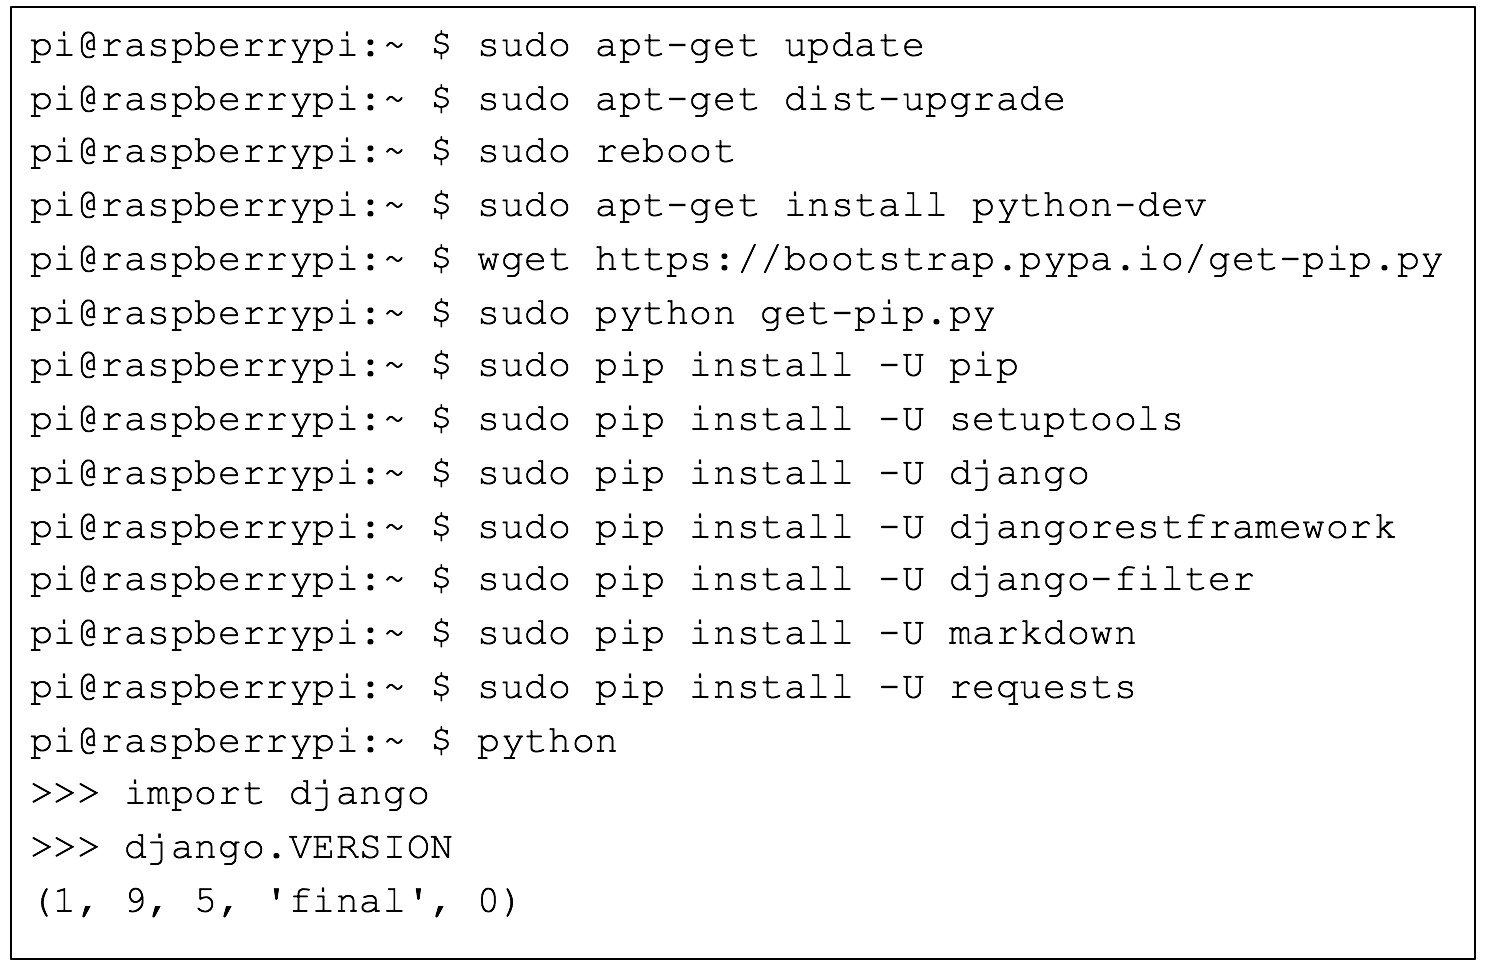 pi@raspberrypi:~ $ sudo apt-get update
pi@raspberrypi:~ $ sudo apt-get dist-upgrade
pi@raspberrypi:~ $ sudo reboot
pi@raspberrypi:~ $ sudo apt-get install python-dev
pi@raspberrypi:~ $ wget https://bootstrap.pypa.io/get-pip.py
pi@raspberrypi:~ $ sudo python get-pip.py
pi@raspberrypi:~ $ sudo pip install -U pip
pi@raspberrypi:~ $ sudo pip install -U setuptools
pi@raspberrypi:~ $ sudo pip install -U django
pi@raspberrypi:~ $ sudo pip install -U djangorestframework
pi@raspberrypi:~ $ sudo pip install -U django-filter
pi@raspberrypi:~ $ sudo pip install -U markdown
pi@raspberrypi:~ $ sudo pip install -U requests
pi@raspberrypi:~ $ python
>>> import django
>>> django.VERSION
(1, 9, 5, 'final', 0)